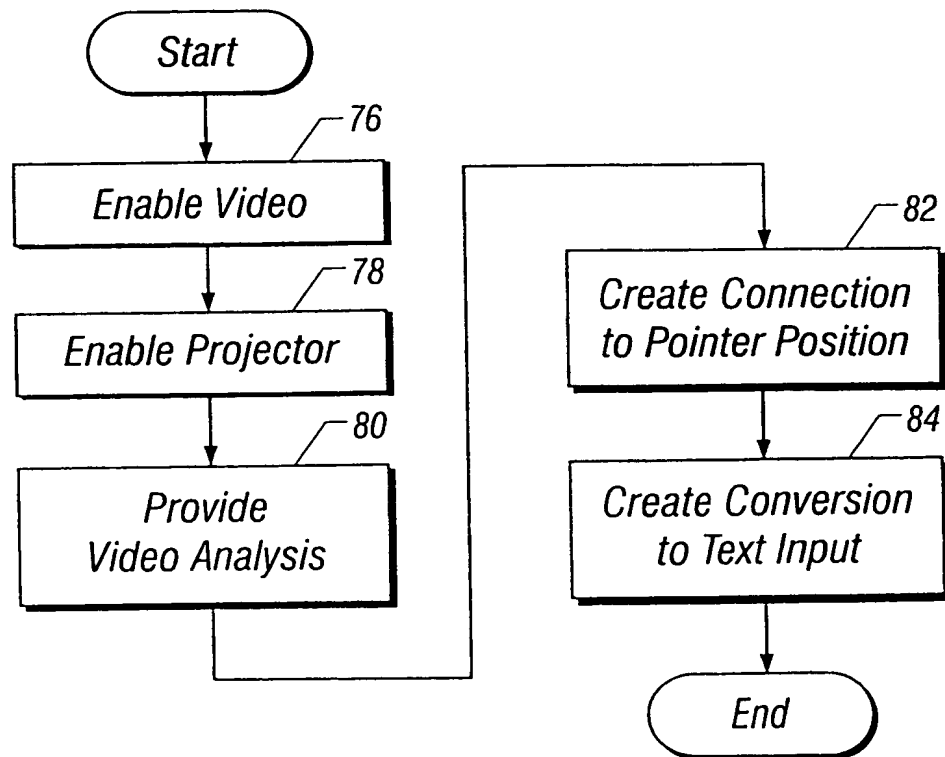 Start
76
Enable Video
78
Enable Projector
80
Provide
Video Analysis
82
Create Connection
to Pointer Position
84
Create Conversion
to Text Input
End